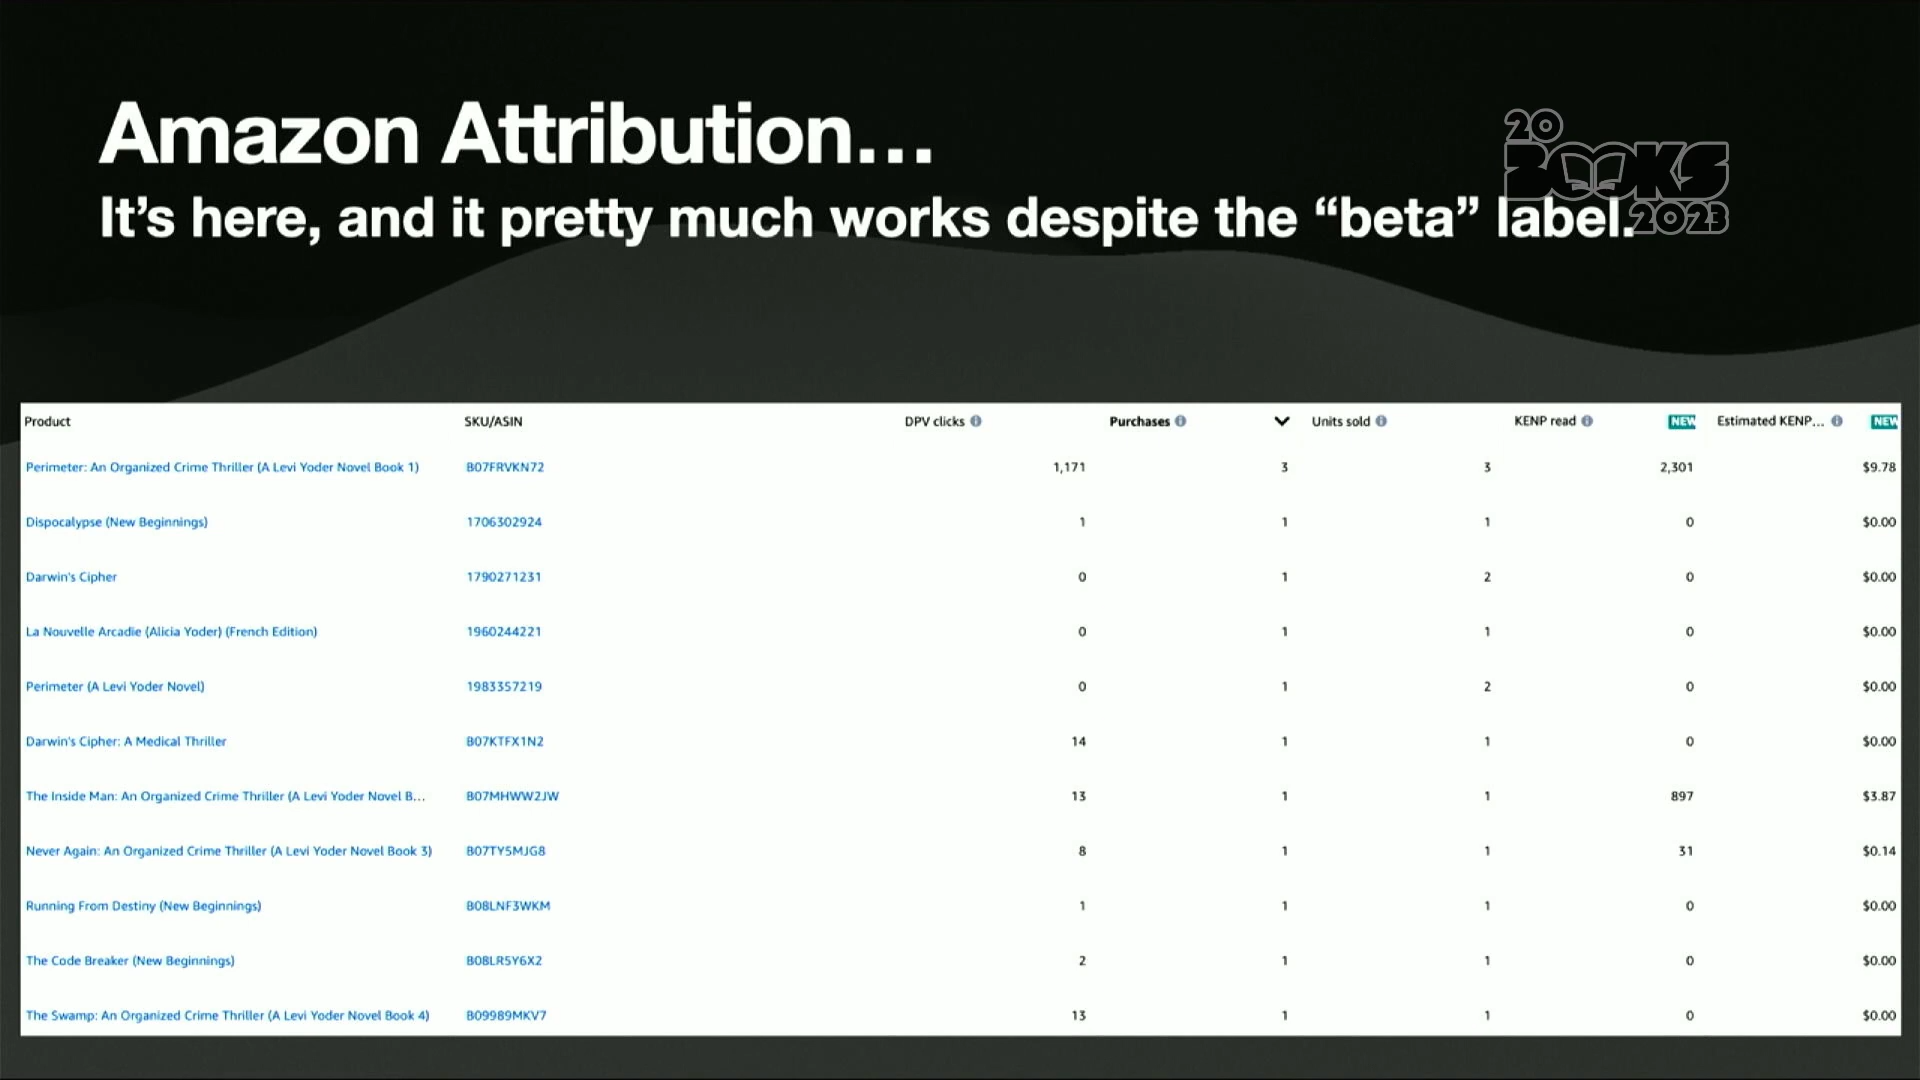 Amazon Attribution…
It’s here, and it pretty much works despite the “beta” label.
20
BOOKS
2023
Product SKU/ASIN DPV clicks Purchases Units sold KENP read NEW Estimated KENP... NEW
Perimeter: An Organized Crime Thriller (A Levi Yoder Novel Book 1) B07FRVKN72 1,171 3 3 2,301 $9.78
Dispocalypse (New Beginnings) 1706302924 1 1 1 0 $0.00
Darwin's Cipher 1790271231 0 1 2 0 $0.00
La Nouvelle Arcadie (Alicia Yoder) (French Edition) 1960244221 0 1 1 0 $0.00
Perimeter (A Levi Yoder Novel) 1983357219 0 1 2 0 $0.00
Darwin's Cipher: A Medical Thriller B07KTFX1N2 14 1 1 0 $0.00
The Inside Man: An Organized Crime Thriller (A Levi Yoder Novel B... B07MHWW2JW 13 1 1 897 $3.87
Never Again: An Organized Crime Thriller (A Levi Yoder Novel Book 3) B07TY5MJG8 8 1 1 31 $0.14
Running From Destiny (New Beginnings) B08LNF3WKM 1 1 1 0 $0.00
The Code Breaker (New Beginnings) B08LR5Y6X2 2 1 1 0 $0.00
The Swamp: An Organized Crime Thriller (A Levi Yoder Novel Book 4) B09989MKV7 13 1 1 0 $0.00